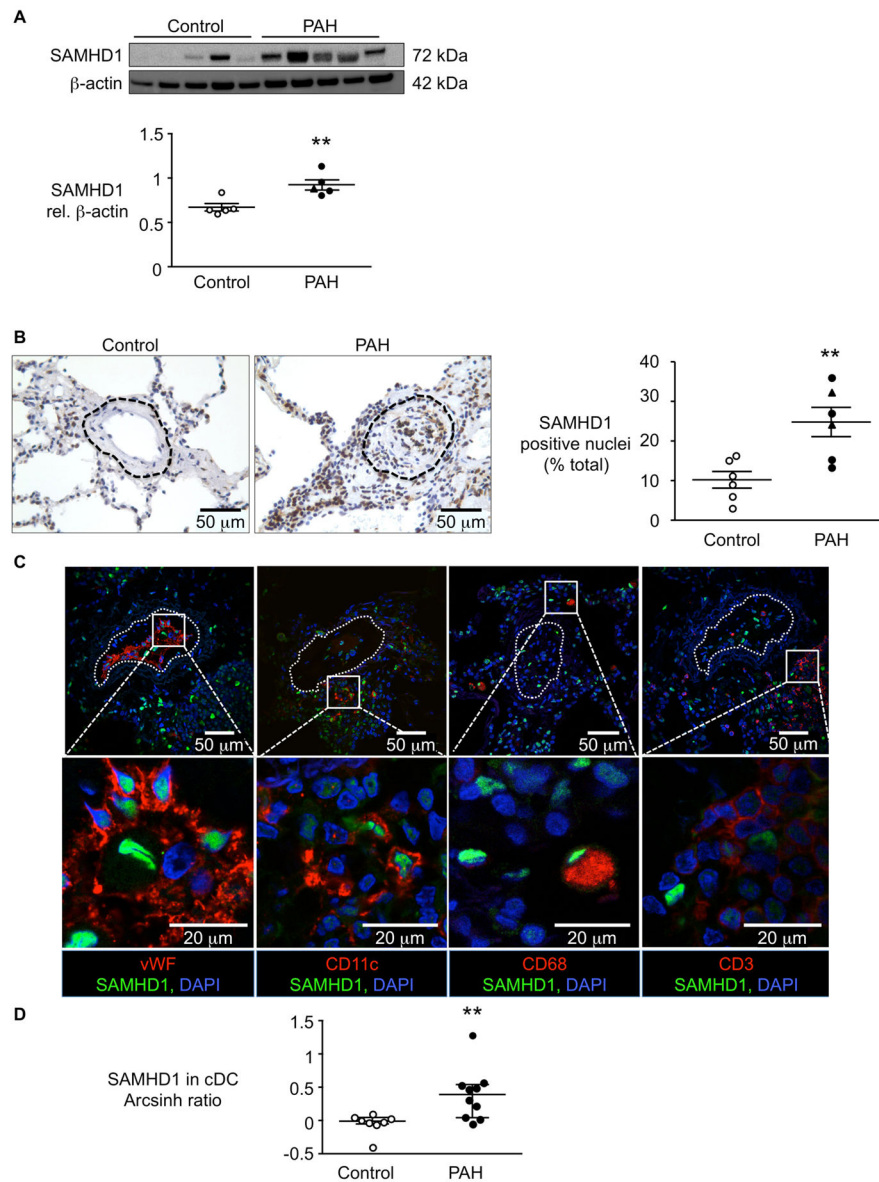 A
Control PAH
SAMHD1 72 kDa
β-actin 42 kDa
**
1.5
1
0.5
0
SAMHD1
rel. β-actin
Control PAH
B
Control PAH
50 μm 50 μm
**
40
30
20
10
0
SAMHD1
positive nuclei
(% total)
Control PAH
C
50 μm 50 μm 50 μm 50 μm
20 μm 20 μm 20 μm 20 μm
vWF CD11c CD68 CD3
SAMHD1, DAPI SAMHD1, DAPI SAMHD1, DAPI SAMHD1, DAPI
D
**
1.5
1
0.5
0
-0.5
SAMHD1 in cDC
Arcsinh ratio
Control PAH